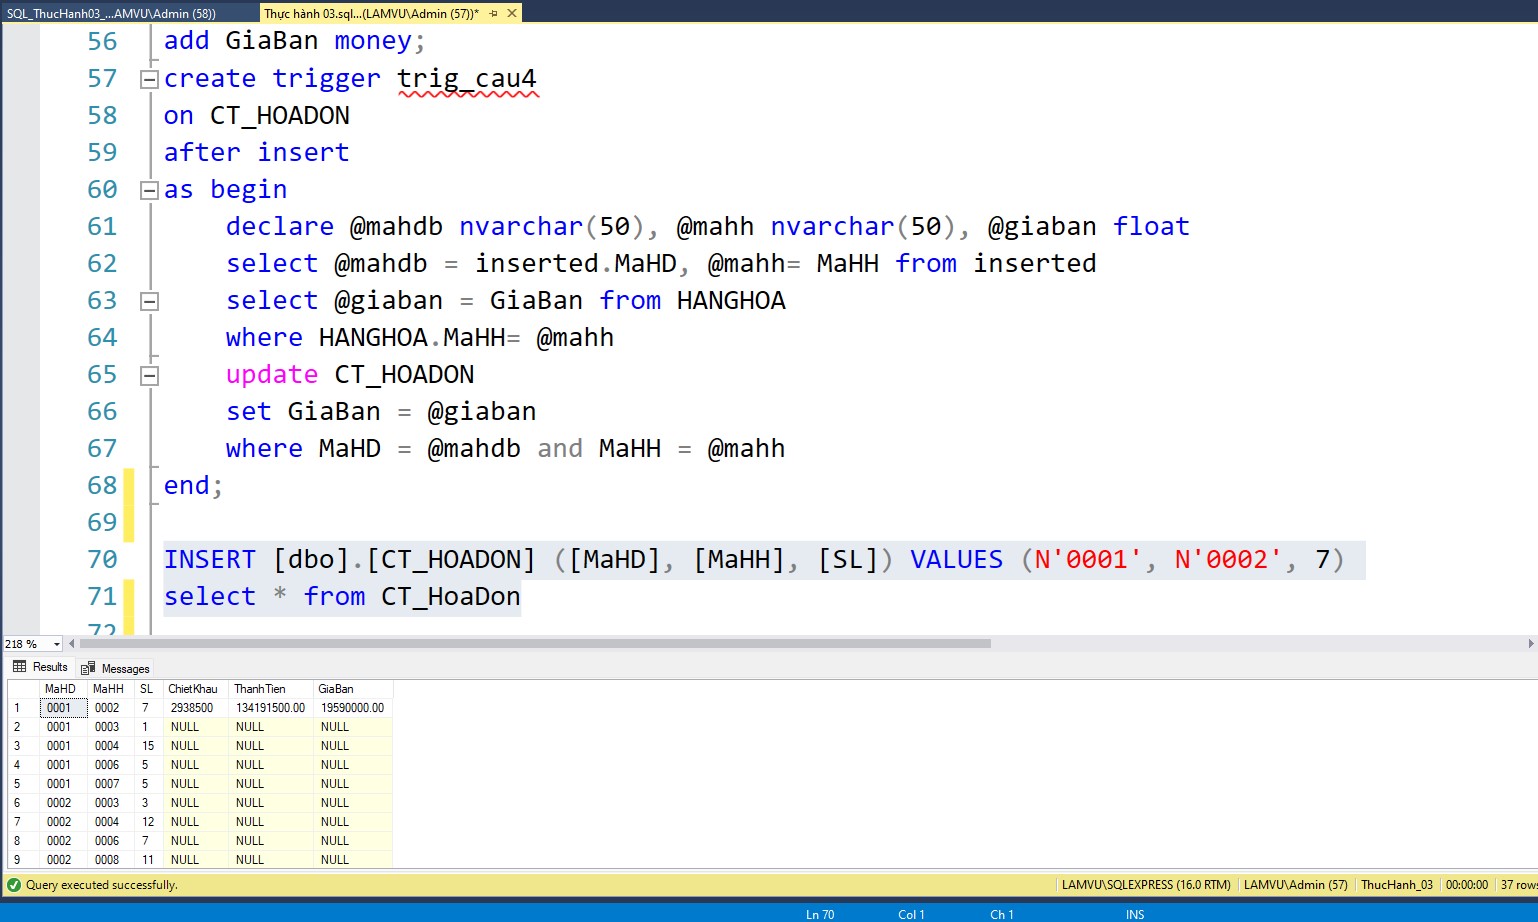 SQL_ThucHanh03_...AMVU\Admin (58))
Thực hành 03.sql...(LAMVU\Admin (57))*
56 add GiaBan money;
57 create trigger trig_cau4
58 on CT_HOADON
59 after insert
60 as begin
61 declare @mahdb nvarchar(50), @mahh nvarchar(50), @giaban float
62 select @mahdb = inserted.MaHD, @mahh= MaHH from inserted
63 select @giaban = GiaBan from HANGHOA
64 where HANGHOA.MaHH= @mahh
65 update CT_HOADON
66 set GiaBan = @giaban
67 where MaHD = @mahdb and MaHH = @mahh
68 end;
69
70 INSERT [dbo].[CT_HOADON] ([MaHD], [MaHH], [SL]) VALUES (N'0001', N'0002', 7)
71 select * from CT_HoaDon
72
218 %
Results Messages
MaHD MaHH SL ChietKhau ThanhTien GiaBan
1 0001 0002 7 2938500 134191500.00 19590000.00
2 0001 0003 1 NULL NULL NULL
3 0001 0004 15 NULL NULL NULL
4 0001 0006 5 NULL NULL NULL
5 0001 0007 5 NULL NULL NULL
6 0002 0003 3 NULL NULL NULL
7 0002 0004 12 NULL NULL NULL
8 0002 0006 7 NULL NULL NULL
9 0002 0008 11 NULL NULL NULL
Query executed successfully. LAMVU\SQLEXPRESS (16.0 RTM) LAMVU\Admin (57) ThucHanh_03 00:00:00 37 rows
Ln 70 Col 1 Ch 1 INS